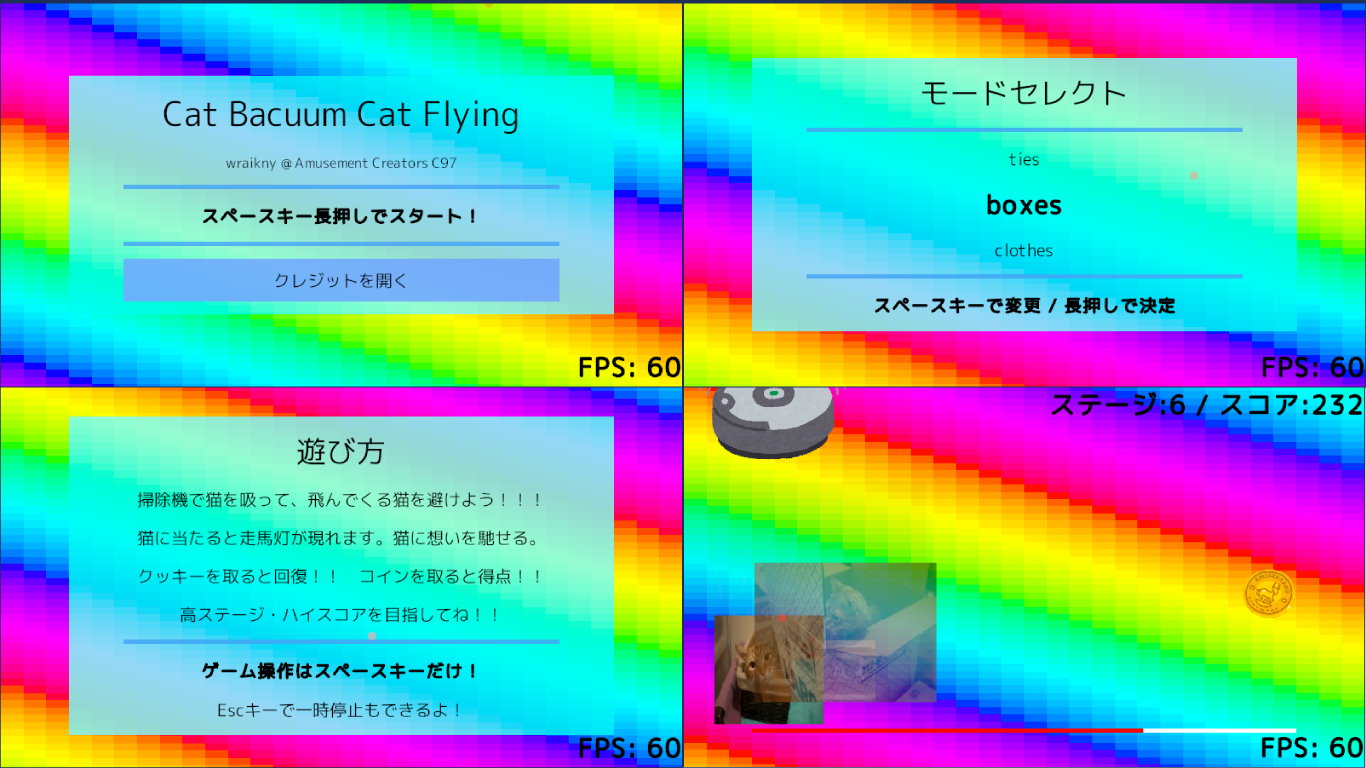 Cat Bacuum Cat Flying
wraikny @ Amusement Creators C97
スペースキー長押しでスタート！
クレジットを開く
FPS: 60
モードセレクト
ties
boxes
clothes
スペースキーで変更 / 長押しで決定
FPS: 60
遊び方
掃除機で猫を吸って、飛んでくる猫を避けよう！！！
猫に当たると走馬灯が現れます。猫に想いを馳せる。
クッキーを取ると回復！！　コインを取ると得点！！
高ステージ・ハイスコアを目指してね！！
ゲーム操作はスペースキーだけ！
Escキーで一時停止もできるよ！
FPS: 60
ステージ:6 / スコア:232
FPS: 60